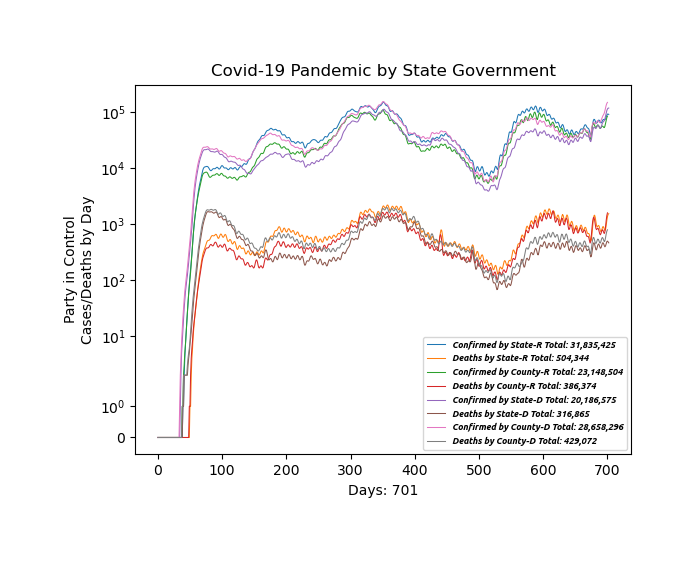 Covid-19 Pandemic by State Government
Party in Control
Cases/Deaths by Day
10^5
10^4
10^3
10^2
10^1
10^0
0
0 100 200 300 400 500 600 700
Days: 701
Confirmed by State-R Total: 31,835,425
Deaths by State-R Total: 504,344
Confirmed by County-R Total: 23,148,504
Deaths by County-R Total: 386,374
Confirmed by State-D Total: 20,186,575
Deaths by State-D Total: 316,865
Confirmed by County-D Total: 28,658,296
Deaths by County-D Total: 429,072